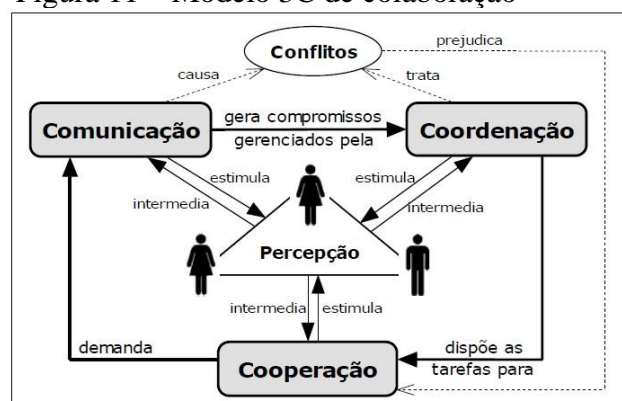 Figura 11 – Modelo 3C de colaboração
Conflitos
prejudica
causa
trata
Comunicação
gera compromissos
gerenciados pela
Coordenação
estimula
intermedia
estimula
intermedia
Percepção
intermedia
estimula
demanda
dispõe as
tarefas para
Cooperação